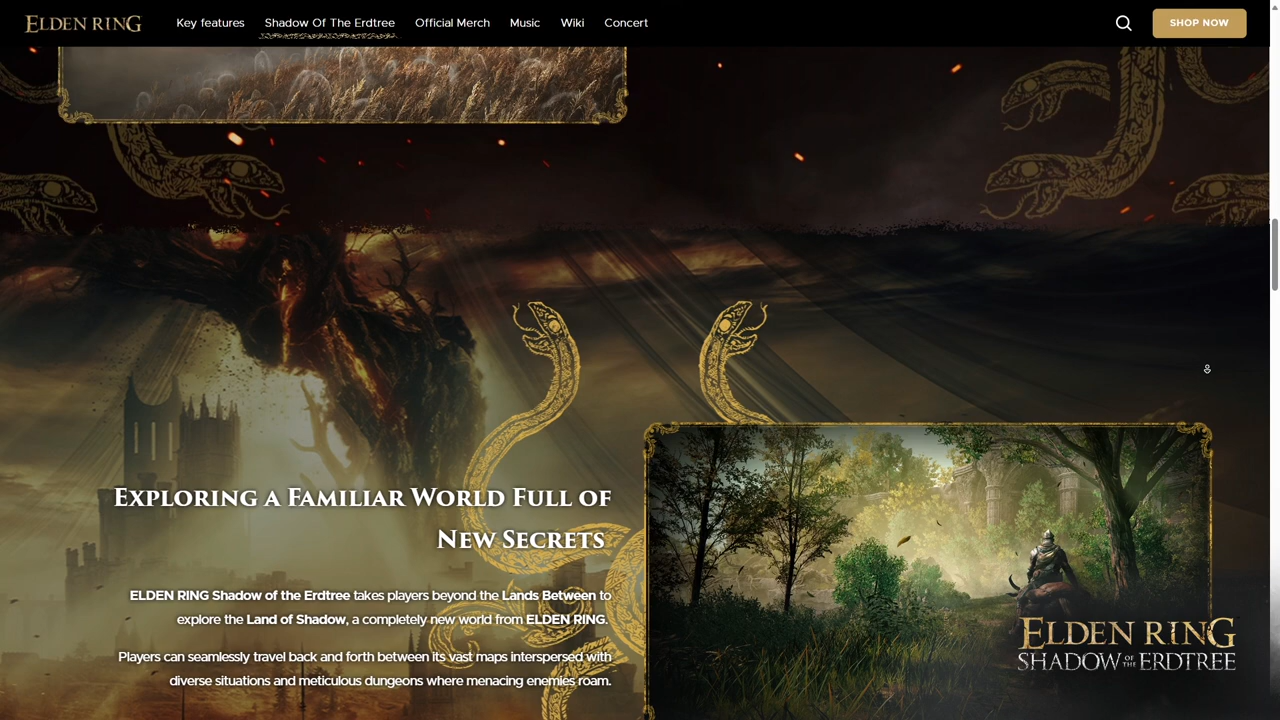 ELDEN RING
Key features
Shadow Of The Erdtree
Official Merch
Music
Wiki
Concert
SHOP NOW
EXPLORING A FAMILIAR WORLD FULL OF
NEW SECRETS
ELDEN RING Shadow of the Erdtree takes players beyond the Lands Between to
explore the Land of Shadow, a completely new world from ELDEN RING.
Players can seamlessly travel back and forth between its vast maps interspersed with
diverse situations and meticulous dungeons where menacing enemies roam.
ELDEN RING
SHADOW OF THE ERDTREE